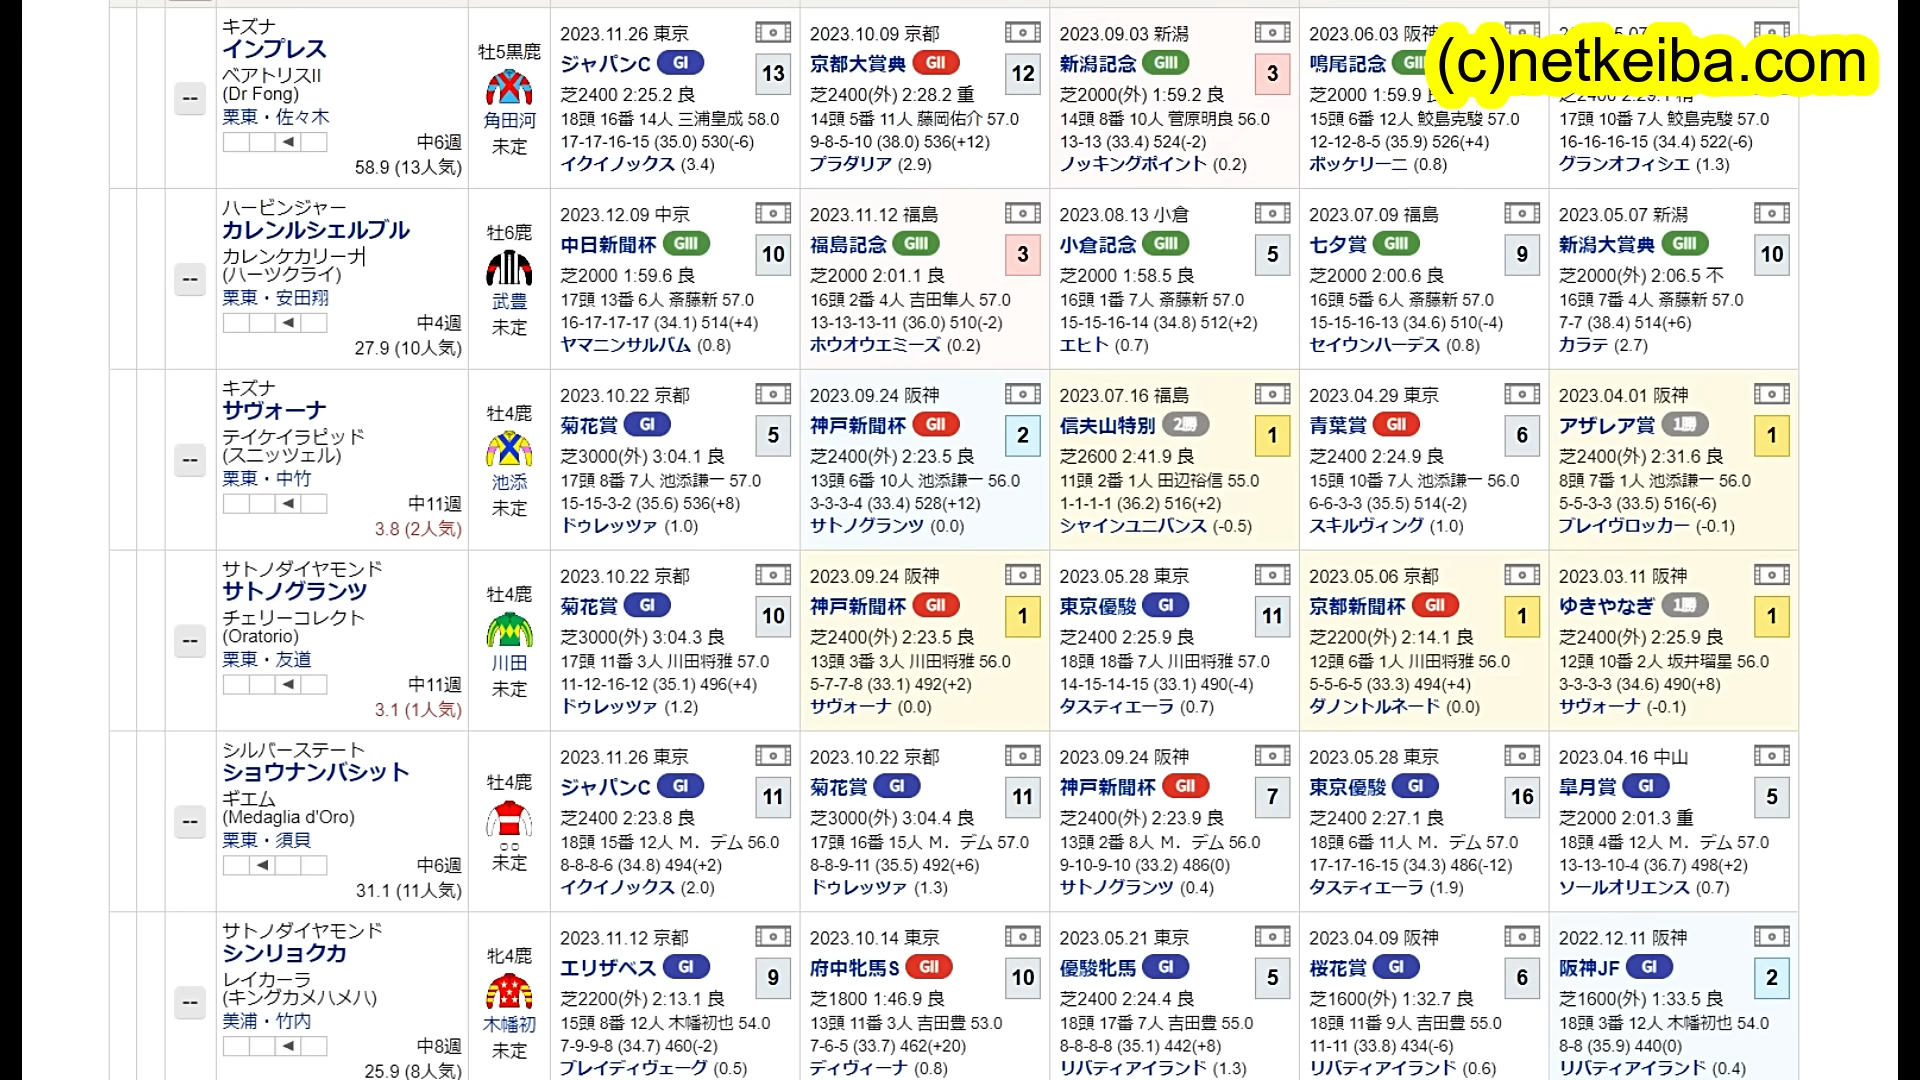 (c)netkeiba.com
--
キズナ
インプレス
ベアトリスII
(Dr Fong)
栗東・佐々木
中6週
58.9 (13人気)
牡5黒鹿
角田河
未定
2023.11.26 東京
ジャパンC GI
13
芝2400 2:25.2 良
18頭 16番 14人 三浦皇成 58.0
17-17-16-15 (35.0) 530(-6)
イクイノックス (3.4)
2023.10.09 京都
京都大賞典 GII
12
芝2400(外) 2:28.2 重
14頭 5番 11人 藤岡佑介 57.0
9-8-5-10 (38.0) 536(+12)
プラダリア (2.9)
2023.09.03 新潟
新潟記念 GIII
3
芝2000(外) 1:59.2 良
14頭 8番 10人 菅原明良 56.0
13-13 (33.4) 524(-2)
ノッキングポイント (0.2)
2023.06.03 阪神
鳴尾記念
芝2000 1:59.9
15頭 6番 12人 鮫島克駿 57.0
12-12-8-5 (35.9) 526(+4)
ボッケリーニ (0.8)
17頭 10番 7人 鮫島克駿 57.0
16-16-16-15 (34.4) 522(-6)
グランオフィシエ (1.3)
--
ハービンジャー
カレンルシェルブル
カレンケカリーナ
(ハーツクライ)
栗東・安田翔
中4週
27.9 (10人気)
牡6鹿
武豊
未定
2023.12.09 中京
中日新聞杯 GIII
10
芝2000 1:59.6 良
17頭 13番 6人 斎藤新 57.0
16-17-17-17 (34.1) 514(+4)
ヤマニンサルバム (0.8)
2023.11.12 福島
福島記念 GIII
3
芝2000 2:01.1 良
16頭 2番 4人 吉田隼人 57.0
13-13-13-11 (36.0) 510(-2)
ホウオウエミーズ (0.2)
2023.08.13 小倉
小倉記念 GIII
5
芝2000 1:58.5 良
16頭 1番 7人 斎藤新 57.0
15-15-16-14 (34.8) 512(+2)
エヒト (0.7)
2023.07.09 福島
七夕賞 GIII
9
芝2000 2:00.6 良
16頭 5番 6人 斎藤新 57.0
15-15-16-13 (34.6) 510(-4)
セイウンハーデス (0.8)
2023.05.07 新潟
新潟大賞典 GIII
10
芝2000(外) 2:06.5 不
16頭 7番 4人 斎藤新 57.0
7-7 (38.4) 514(+6)
カラテ (2.7)
--
キズナ
サヴォーナ
テイケイラピッド
(スニッツェル)
栗東・中竹
中11週
3.8 (2人気)
牡4鹿
池添
未定
2023.10.22 京都
菊花賞 GI
5
芝3000(外) 3:04.1 良
17頭 8番 7人 池添謙一 57.0
15-15-3-2 (35.6) 536(+8)
ドゥレッツァ (1.0)
2023.09.24 阪神
神戸新聞杯 GII
2
芝2400(外) 2:23.5 良
13頭 6番 10人 池添謙一 56.0
3-3-3-4 (33.4) 528(+12)
サトノグランツ (0.0)
2023.07.16 福島
信夫山特別 2勝
1
芝2600 2:41.9 良
11頭 2番 1人 田辺裕信 55.0
1-1-1-1 (36.2) 516(+2)
シャインユニバンス (-0.5)
2023.04.29 東京
青葉賞 GII
6
芝2400 2:24.9 良
15頭 10番 7人 池添謙一 56.0
6-6-3-3 (35.5) 514(-2)
スキルヴィング (1.0)
2023.04.01 阪神
アザレア賞 1勝
1
芝2400(外) 2:31.6 良
8頭 7番 1人 池添謙一 56.0
5-5-3-3 (33.5) 516(-6)
ブレイヴロッカー (-0.1)
--
サトノダイヤモンド
サトノグランツ
チェリーコレクト
(Oratorio)
栗東・友道
中11週
3.1 (1人気)
牡4鹿
川田
未定
2023.10.22 京都
菊花賞 GI
10
芝3000(外) 3:04.3 良
17頭 11番 3人 川田将雅 57.0
11-12-16-12 (35.1) 496(+4)
ドゥレッツァ (1.2)
2023.09.24 阪神
神戸新聞杯 GII
1
芝2400(外) 2:23.5 良
13頭 3番 3人 川田将雅 56.0
5-7-7-8 (33.1) 492(+2)
サヴォーナ (0.0)
2023.05.28 東京
東京優駿 GI
11
芝2400 2:25.9 良
18頭 18番 7人 川田将雅 57.0
14-15-14-15 (33.1) 490(-4)
タスティエーラ (0.7)
2023.05.06 京都
京都新聞杯 GII
1
芝2200(外) 2:14.1 良
12頭 6番 1人 川田将雅 56.0
5-5-6-5 (33.3) 494(+4)
ダノントルネード (0.0)
2023.03.11 阪神
ゆきやなぎ 1勝
1
芝2400(外) 2:25.9 良
12頭 10番 2人 坂井瑠星 56.0
3-3-3-3 (34.6) 490(+8)
サヴォーナ (-0.1)
--
シルバーステート
ショウナンバシット
ギエム
(Medaglia d'Oro)
栗東・須貝
中6週
31.1 (11人気)
牡4鹿
○○
未定
2023.11.26 東京
ジャパンC GI
11
芝2400 2:23.8 良
18頭 15番 12人 M．デム 56.0
8-8-8-6 (34.8) 494(+2)
イクイノックス (2.0)
2023.10.22 京都
菊花賞 GI
11
芝3000(外) 3:04.4 良
17頭 16番 15人 M．デム 57.0
8-8-9-11 (35.5) 492(+6)
ドゥレッツァ (1.3)
2023.09.24 阪神
神戸新聞杯 GII
7
芝2400(外) 2:23.9 良
13頭 2番 8人 M．デム 56.0
9-10-9-10 (33.2) 486(0)
サトノグランツ (0.4)
2023.05.28 東京
東京優駿 GI
16
芝2400 2:27.1 良
18頭 6番 11人 M．デム 57.0
17-17-16-15 (34.3) 486(-12)
タスティエーラ (1.9)
2023.04.16 中山
皐月賞 GI
5
芝2000 2:01.3 重
18頭 4番 12人 M．デム 57.0
13-13-10-4 (36.7) 498(+2)
ソールオリエンス (0.7)
--
サトノダイヤモンド
シンリョクカ
レイカーラ
(キングカメハメハ)
美浦・竹内
中8週
25.9 (8人気)
牝4鹿
木幡初
未定
2023.11.12 京都
エリザベス GI
9
芝2200(外) 2:13.1 良
15頭 8番 12人 木幡初也 54.0
7-9-9-8 (34.7) 460(-2)
ブレイディヴェーグ (0.5)
2023.10.14 東京
府中牝馬S GII
10
芝1800 1:46.9 良
13頭 11番 3人 吉田豊 53.0
7-6-5 (33.7) 462(+20)
ディヴィーナ (0.8)
2023.05.21 東京
優駿牝馬 GI
5
芝2400 2:24.4 良
18頭 17番 7人 吉田豊 55.0
8-8-8-8 (35.1) 442(+8)
リバティアイランド (1.3)
2023.04.09 阪神
桜花賞 GI
6
芝1600(外) 1:32.7 良
18頭 11番 9人 吉田豊 55.0
11-11 (33.8) 434(-6)
リバティアイランド (0.6)
2022.12.11 阪神
阪神JF GI
2
芝1600(外) 1:33.5 良
18頭 3番 12人 木幡初也 54.0
8-8 (35.9) 440(0)
リバティアイランド (0.4)